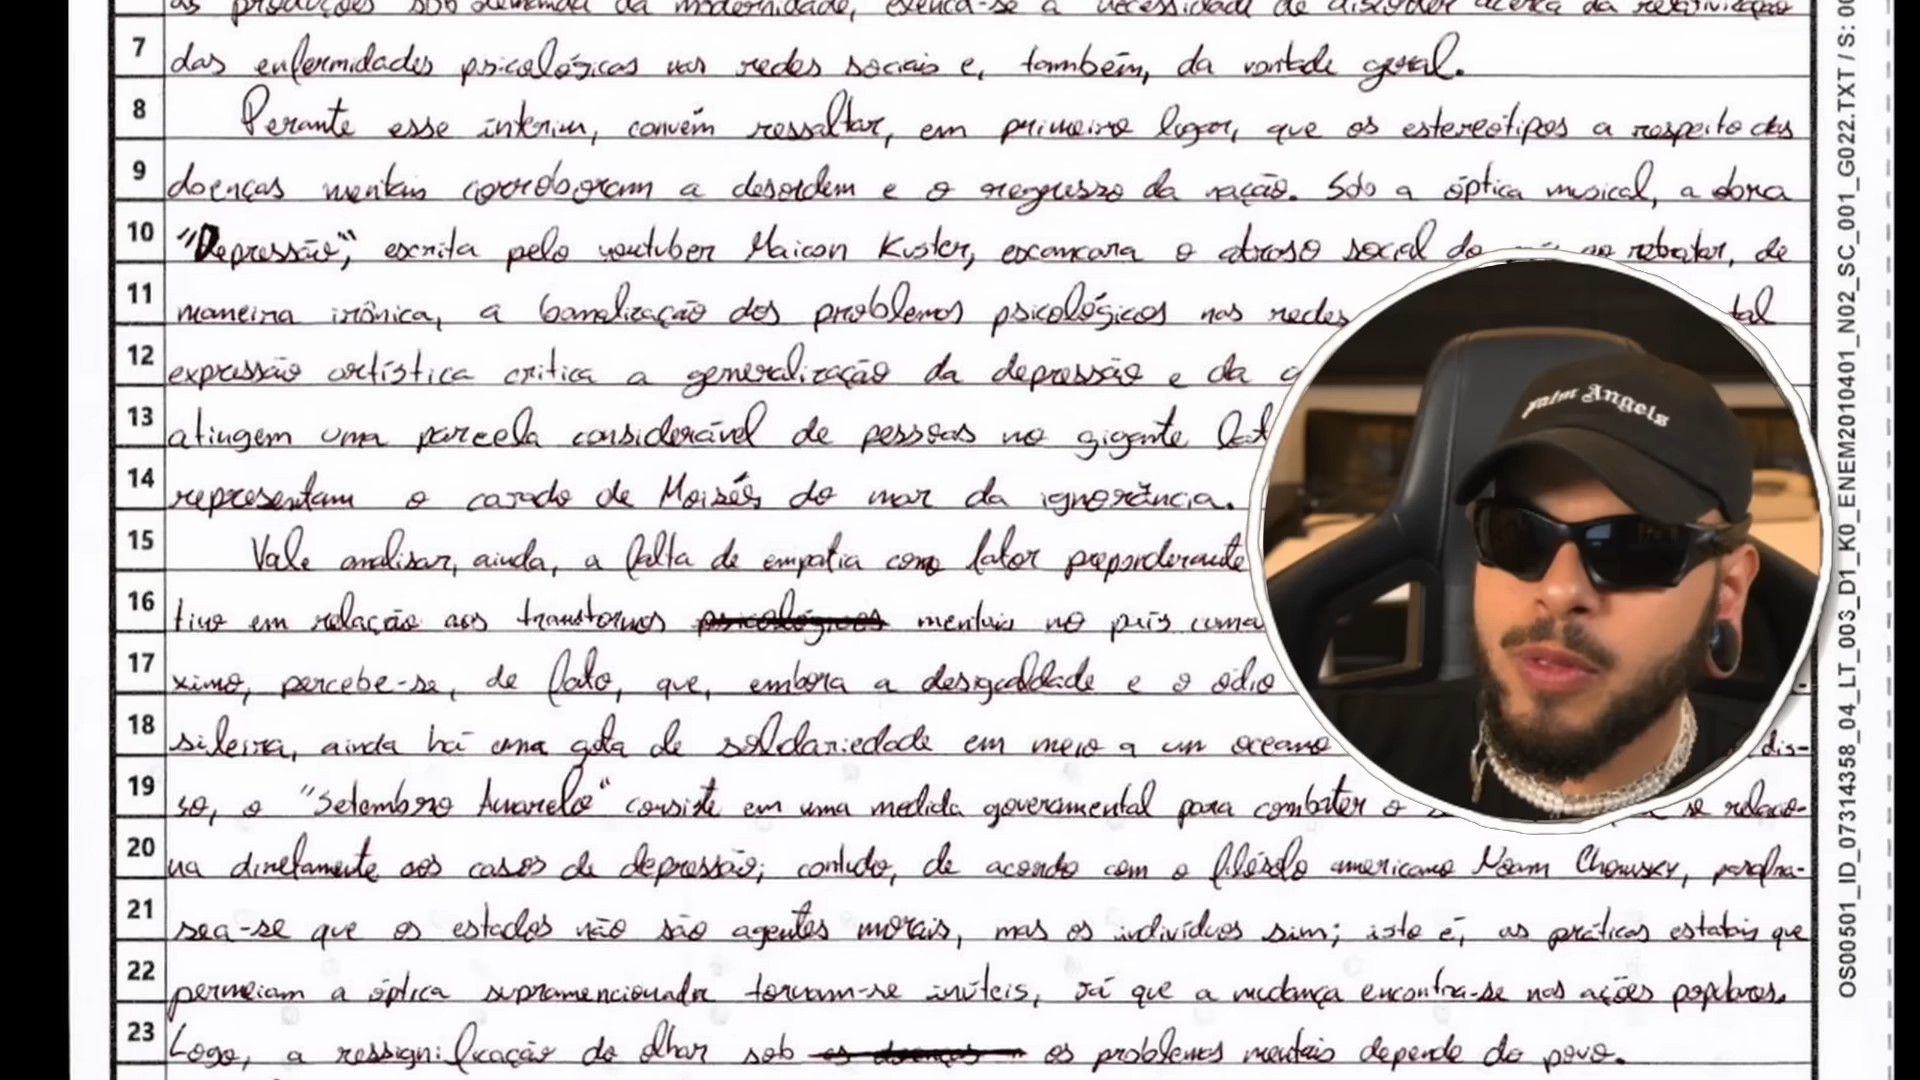 7 das enfermidades psicológicas nas redes sociais e, também, da vontade geral.
8 Perante esse ínterim, convém ressaltar, em primeiro lugar, que os estereótipos a respeito das
9 doenças mentais corroboram a desordem e o regresso da nação. Sob a óptica musical, a obra
10 "Depressão", escrita pelo youtuber Maicon Kuster, escancara o atraso social do ao rebater, de
11 maneira irônica, a banalização dos problemas psicológicos nas redes tal
12 expressão artística critica a generalização da depressão e da
13 atingem uma parcela considerável de pessoas no gigante
14 representam o cajado de Moisés do mar da ignorância.
15 Vale analisar, ainda, a falta de empatia como fator preponderante
16 tivo em relação aos transtornos psicológicos mentais no país
17 ximo, percebe-se, de fato, que, embora a desigualdade e o ódio
18 sileira, ainda há uma gota de solidariedade em meio a um oceano dis-
19 so, o "Setembro Amarelo" consiste em uma medida governamental para combater o se relacio-
20 na diretamente aos casos de depressão; contudo, de acordo com o filósofo americano Noam Chomsky, parafra-
21 sea-se que os estados não são agentes morais, mas os indivíduos sim; isto é, as práticas estatais que
22 permeiam a óptica supramencionada tornam-se inúteis, já que a mudança encontra-se nas ações populares.
23 Logo, a ressignificação do olhar sob os problemas mentais depende do povo.
Palm Angels
OS00501_ID_07314358_04_LT_003_D1_K0_ENEM2010401_N02_SC_001_G022.TXT / S: